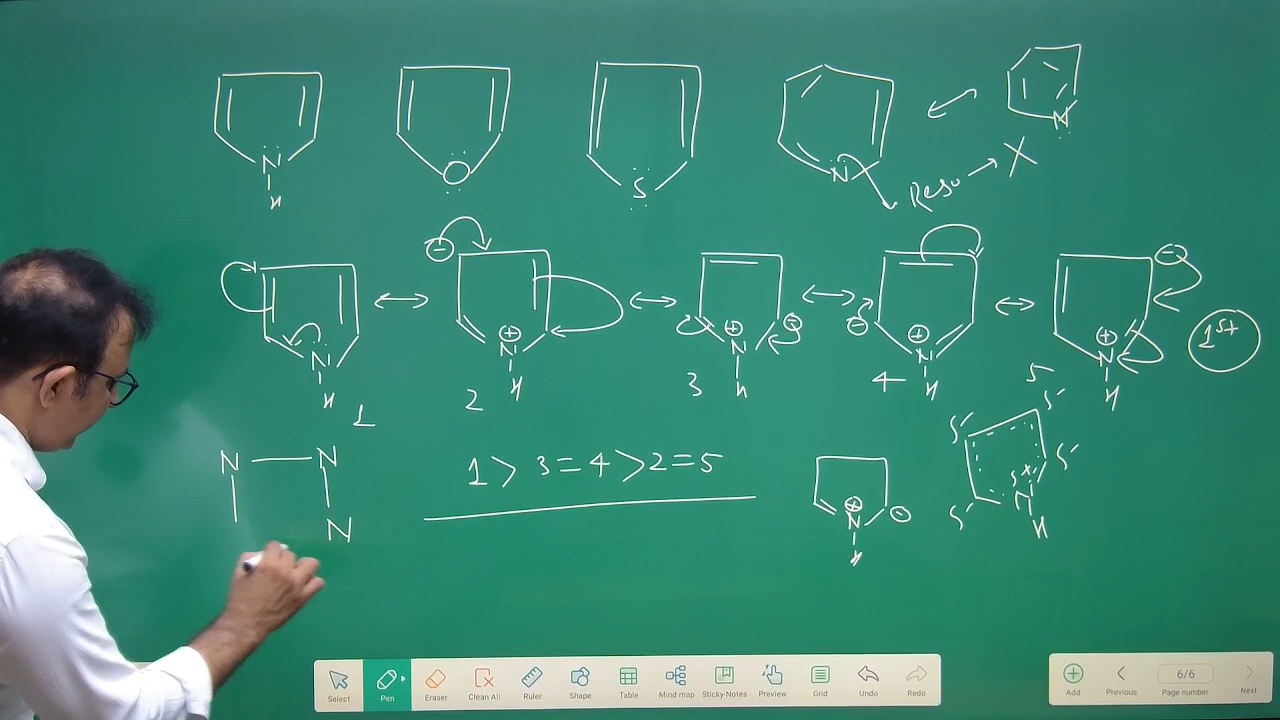 N
H
O
S
N
N
Reso → X
⊖
⊖
⊖
⊖
1st
N
H
1
⊕
N
H
2
⊕
N
H
3
⊕
N
H
4
⊕
N
H
5
N — N
N
1 > 3 = 4 > 2 = 5
⊕
N
H
⊖
N
H
Select
Pen
Eraser
Clean All
Ruler
Shape
Table
Mind map
Sticky-Notes
Preview
Grid
Undo
Redo
Add
Previous
6/6
Page number
Next